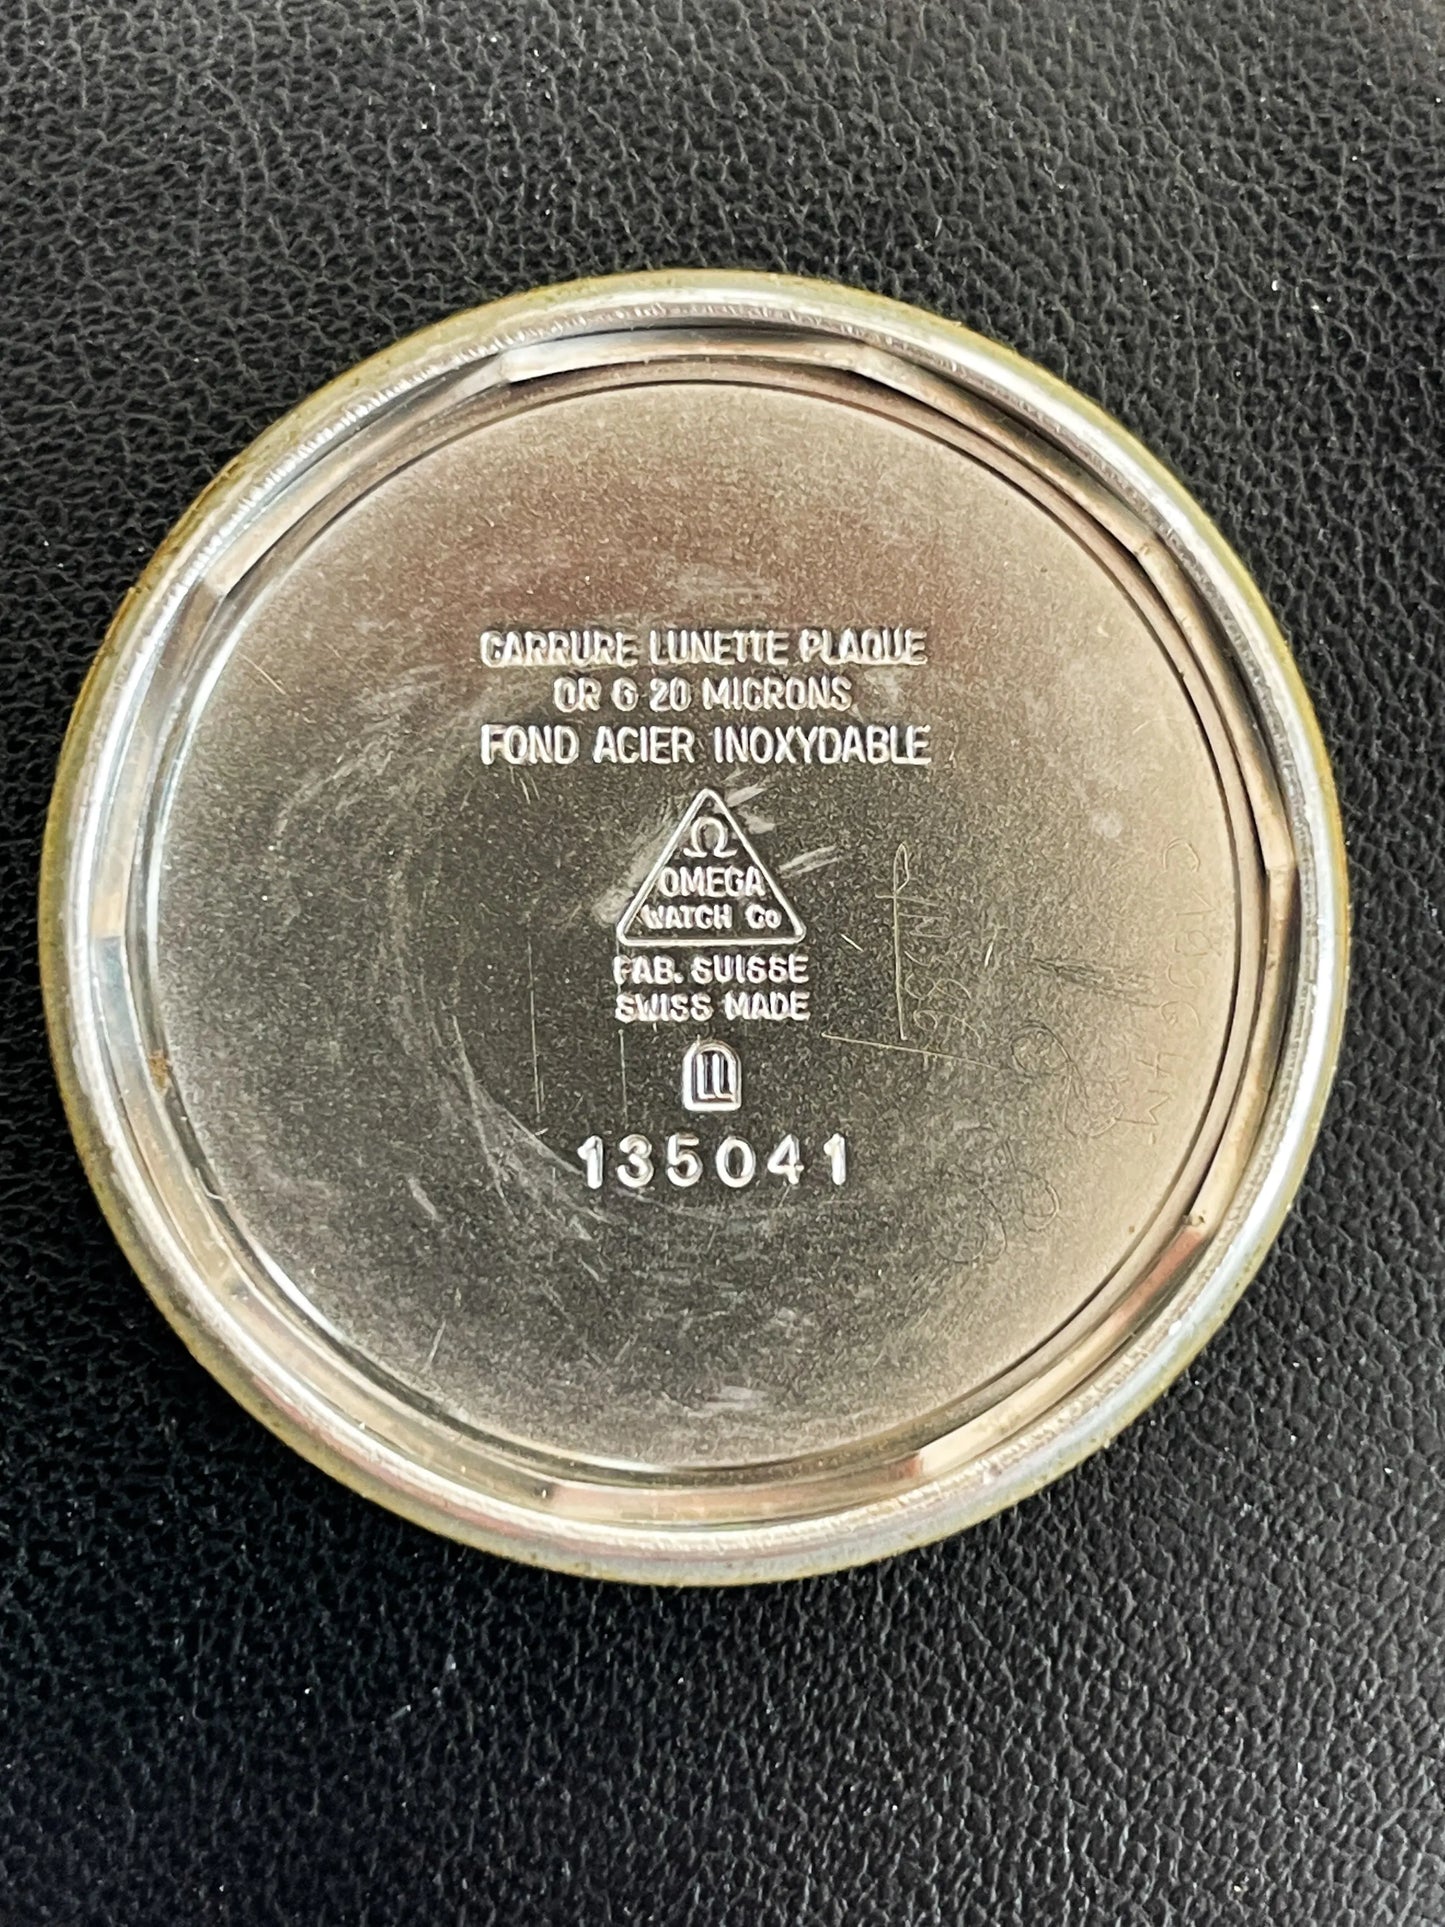 CARRURE LUNETTE PLAQUE
OR G 20 MICRONS
FOND ACIER INOXYDABLE
Ω
OMEGA
WATCH Co
FAB. SUISSE
SWISS MADE
135041